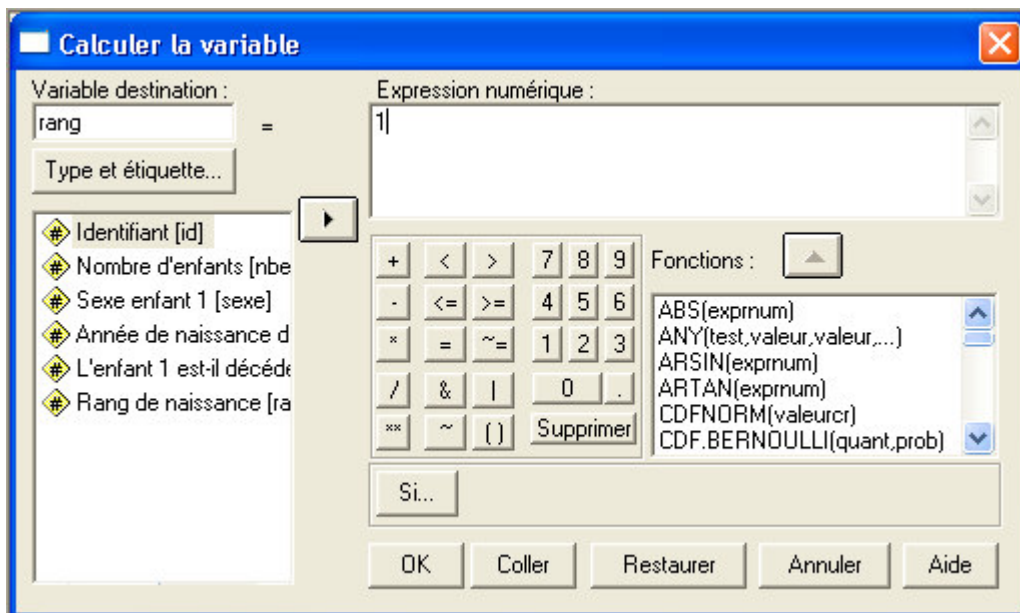 Calculer la variable
Variable destination :
rang
=
Type et étiquette...
Identifiant [id]
Nombre d'enfants [nbe
Sexe enfant 1 [sexe]
Année de naissance d
L'enfant 1 est-il décéde
Rang de naissance [ra
Expression numérique :
1
+ < > 7 8 9
- <= >= 4 5 6
* = ~= 1 2 3
/ & | 0 .
** ~ () Supprimer
Fonctions :
ABS(exprnum)
ANY(test,valeur,valeur,...)
ARSIN(exprnum)
ARTAN(exprnum)
CDFNORM(valeurcr)
CDF.BERNOULLI(quant,prob)
Si...
OK Coller Restaurer Annuler Aide